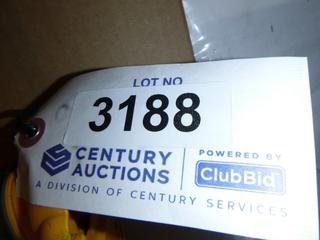 LOT NO
3188
CENTURY AUCTIONS
POWERED BY
ClubBid
A DIVISION OF CENTURY SERVICES